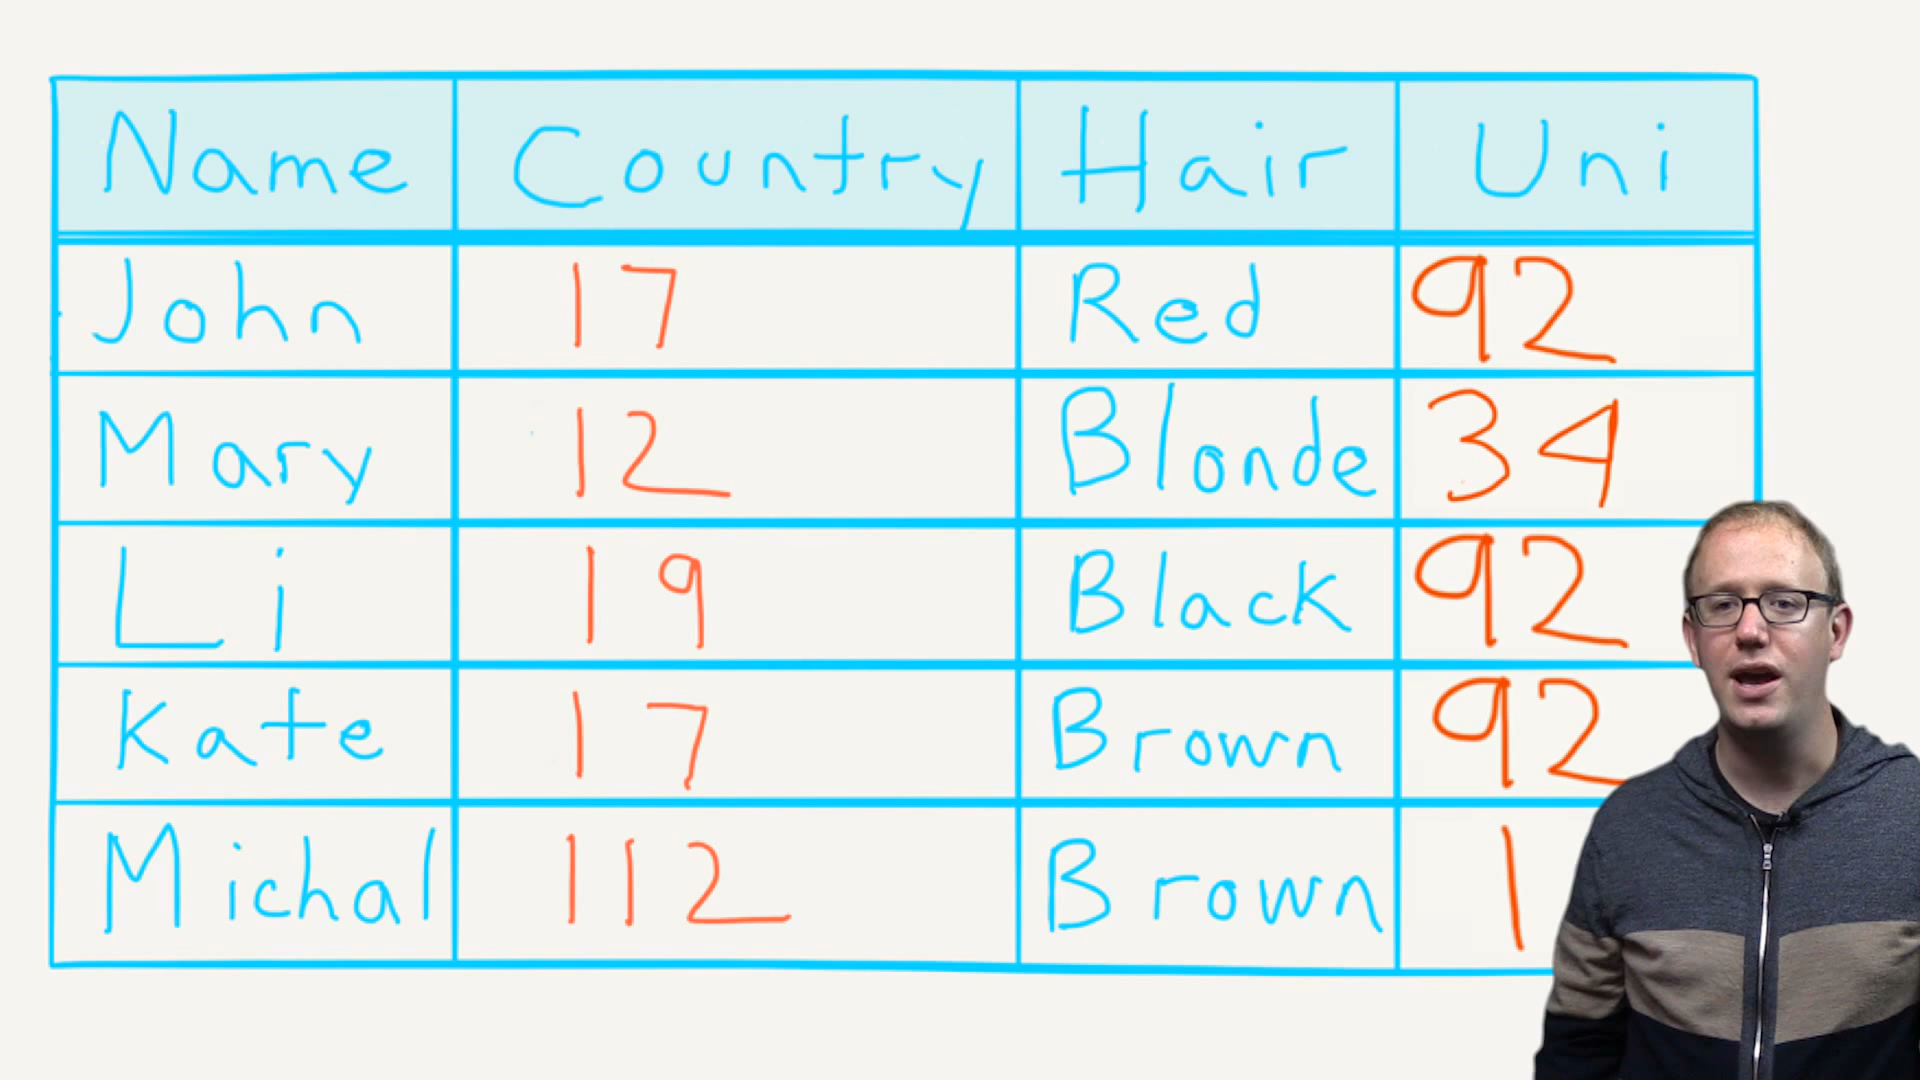 Name Country Hair Uni
John 17 Red 92
Mary 12 Blonde 34
Li 19 Black 92
Kate 17 Brown 92
Michal 112 Brown 1